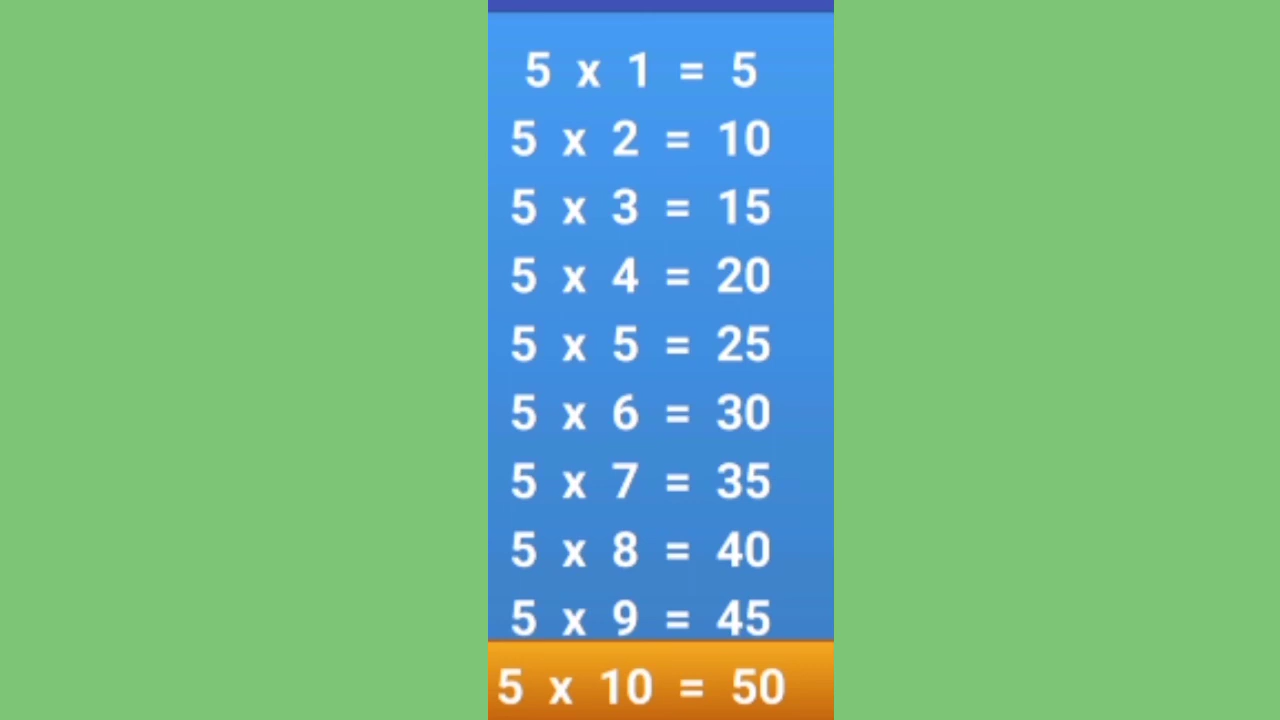 5 x 1 = 5
5 x 2 = 10
5 x 3 = 15
5 x 4 = 20
5 x 5 = 25
5 x 6 = 30
5 x 7 = 35
5 x 8 = 40
5 x 9 = 45
5 x 10 = 50